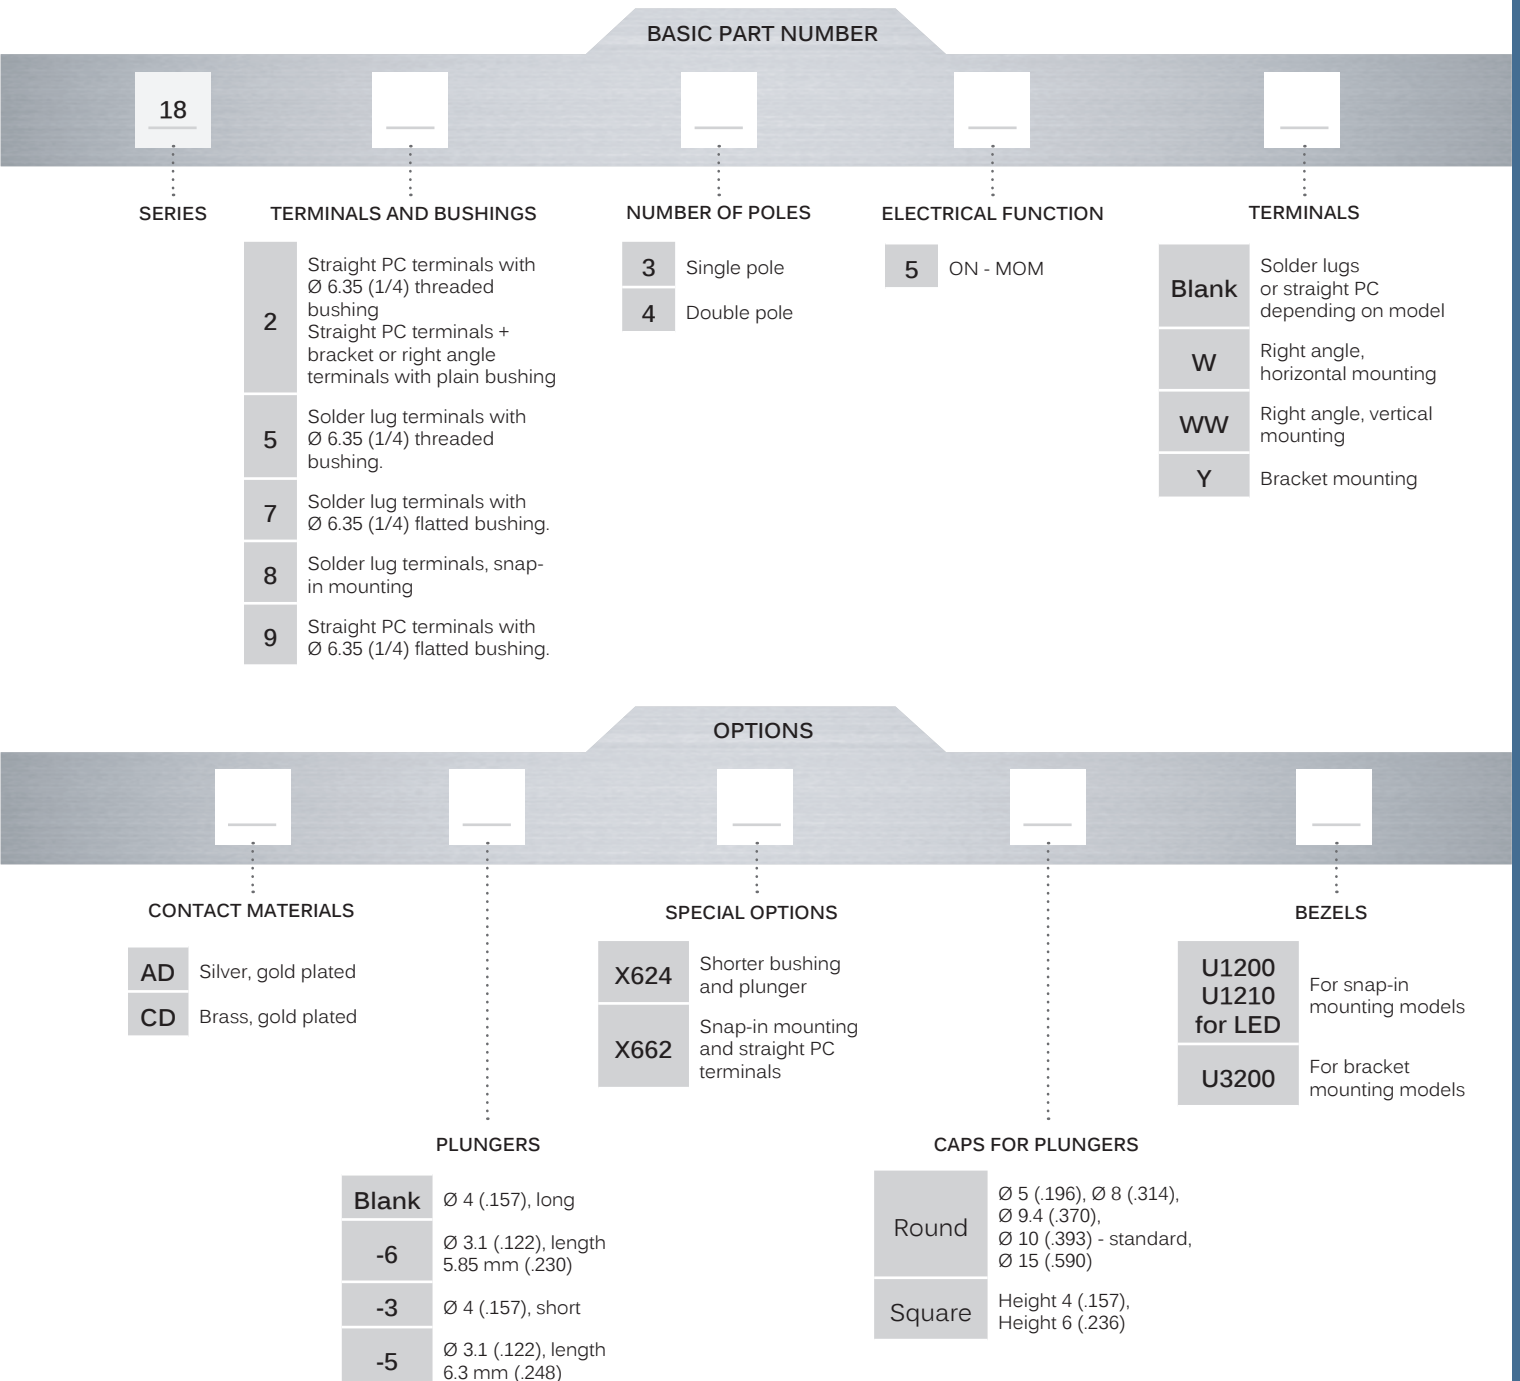 BASIC PART NUMBER
18
SERIES
TERMINALS AND BUSHINGS
2
Straight PC terminals with
Ø 6.35 (1/4) threaded
bushing
Straight PC terminals +
bracket or right angle
terminals with plain bushing
5
Solder lug terminals with
Ø 6.35 (1/4) threaded
bushing.
7
Solder lug terminals with
Ø 6.35 (1/4) flatted bushing.
8
Solder lug terminals, snap-
in mounting
9
Straight PC terminals with
Ø 6.35 (1/4) flatted bushing.
NUMBER OF POLES
3 Single pole
4 Double pole
ELECTRICAL FUNCTION
5 ON - MOM
TERMINALS
Blank
Solder lugs
or straight PC
depending on model
W
Right angle,
horizontal mounting
WW
Right angle, vertical
mounting
Y Bracket mounting
OPTIONS
CONTACT MATERIALS
AD Silver, gold plated
CD Brass, gold plated
PLUNGERS
Blank Ø 4 (.157), long
-6
Ø 3.1 (.122), length
5.85 mm (.230)
-3 Ø 4 (.157), short
-5
Ø 3.1 (.122), length
6.3 mm (.248)
SPECIAL OPTIONS
X624
Shorter bushing
and plunger
X662
Snap-in mounting
and straight PC
terminals
CAPS FOR PLUNGERS
Round
Ø 5 (.196), Ø 8 (.314),
Ø 9.4 (.370),
Ø 10 (.393) - standard,
Ø 15 (.590)
Square
Height 4 (.157),
Height 6 (.236)
BEZELS
U1200
U1210
for LED
For snap-in
mounting models
U3200
For bracket
mounting models